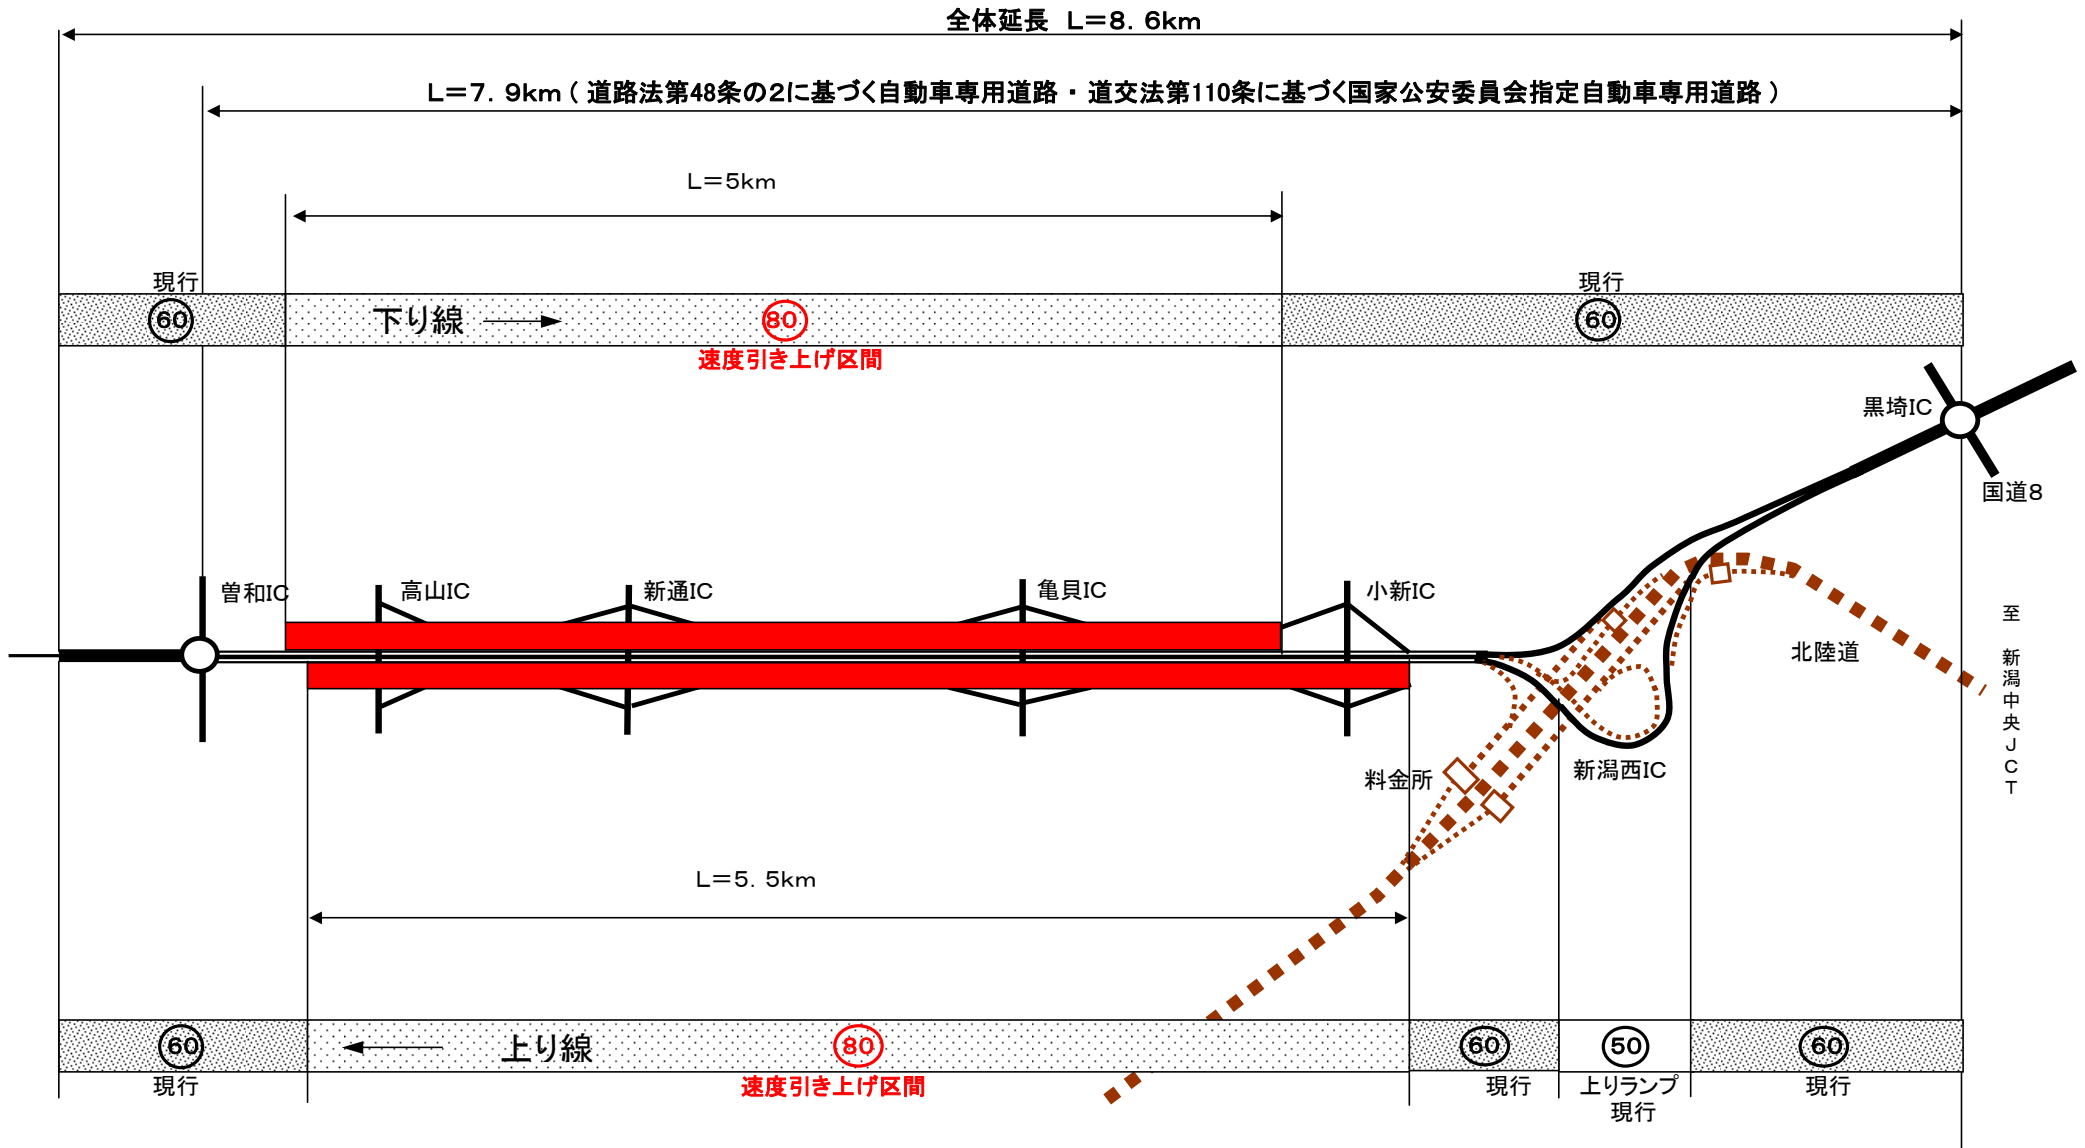 全体延長 L=8.6km
L=7.9km(道路法第48条の2に基づく自動車専用道路・道交法第110条に基づく国家公安委員会指定自動車専用道路)
L=5km
現行
現行
60
下り線
80
60
速度引き上げ区間
黒埼IC
国道8
曽和IC
高山IC
新通IC
亀貝IC
小新IC
至 新潟中央JCT
北陸道
料金所
新潟西IC
L=5.5km
60
上り線
80
60
50
60
現行
速度引き上げ区間
現行
上りランプ
現行
現行